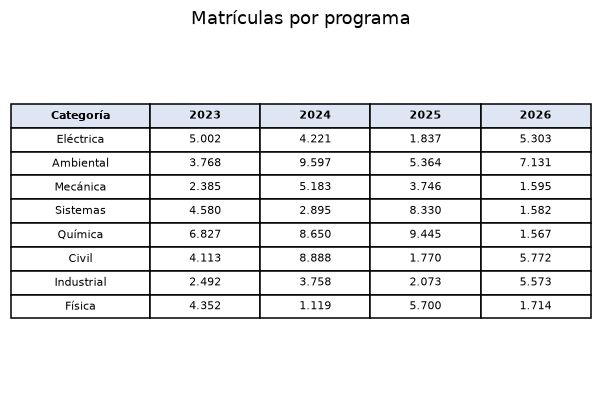 Matrículas por programa
Categoría 2023 2024 2025 2026
Eléctrica 5.002 4.221 1.837 5.303
Ambiental 3.768 9.597 5.364 7.131
Mecánica 2.385 5.183 3.746 1.595
Sistemas 4.580 2.895 8.330 1.582
Química 6.827 8.650 9.445 1.567
Civil 4.113 8.888 1.770 5.772
Industrial 2.492 3.758 2.073 5.573
Física 4.352 1.119 5.700 1.714